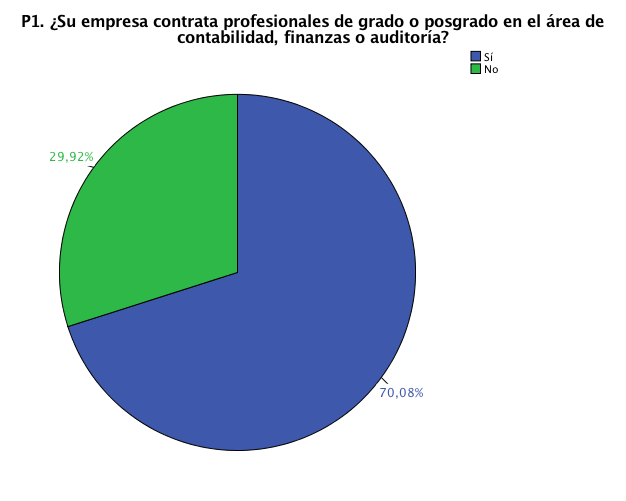 P1. ¿Su empresa contrata profesionales de grado o posgrado en el área de
contabilidad, finanzas o auditoría?
Sí
No
29,92%
70,08%